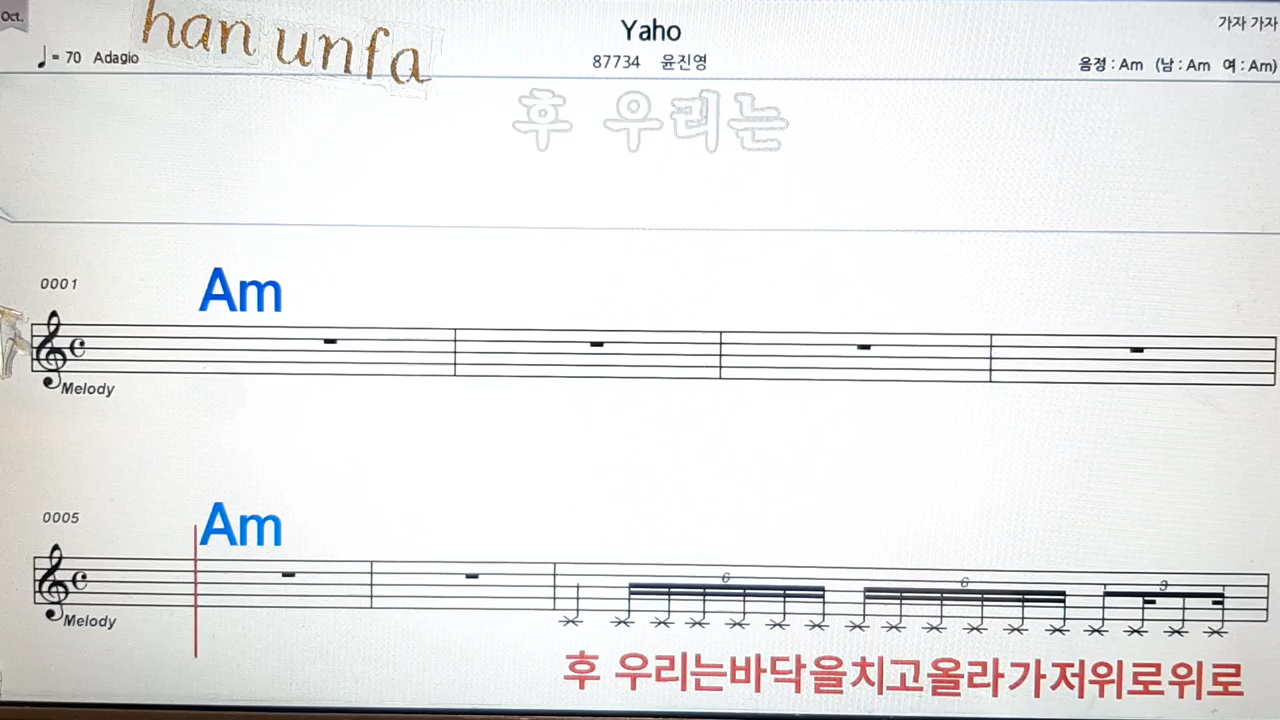 Oct.
han unfa
Yaho
가자 가자
♩= 70 Adagio
87734 윤진영
음정 : Am (남 : Am 여 : Am)
후 우리는
0001
Am
Melody
0005
Am
6 6 3
Melody
후 우리는바닥을치고올라가저위로위로